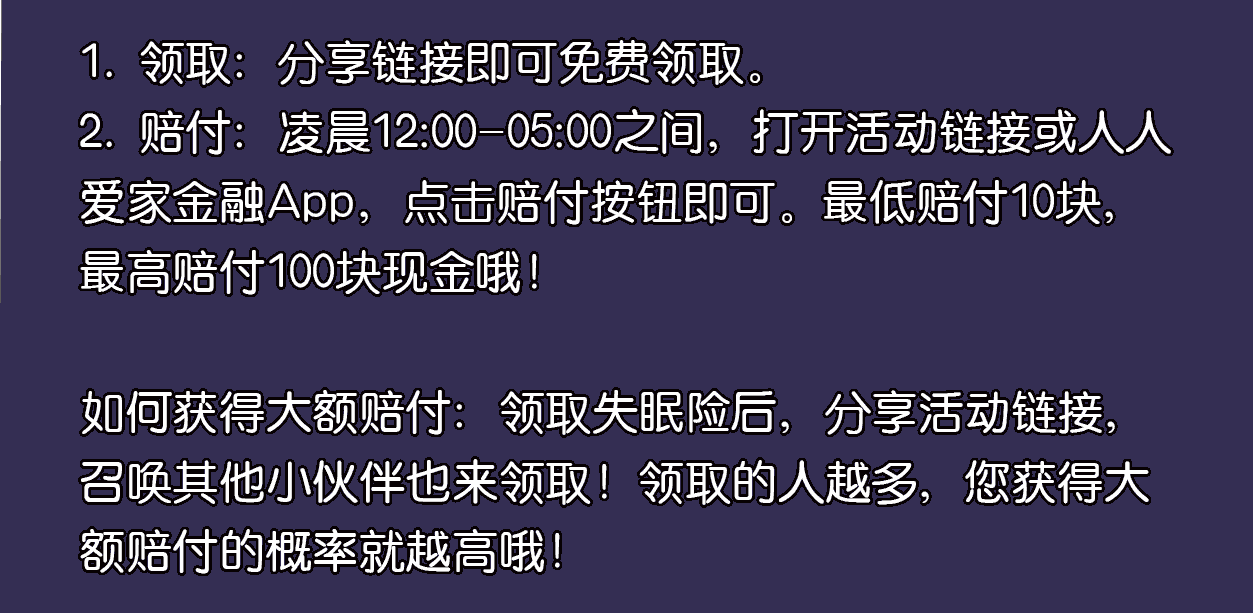 1. 领取：分享链接即可免费领取。
2. 赔付：凌晨12:00-05:00之间，打开活动链接或人人
爱家金融App，点击赔付按钮即可。最低赔付10块，
最高赔付100块现金哦！
如何获得大额赔付：领取失眠险后，分享活动链接，
召唤其他小伙伴也来领取！领取的人越多，您获得大
额赔付的概率就越高哦！